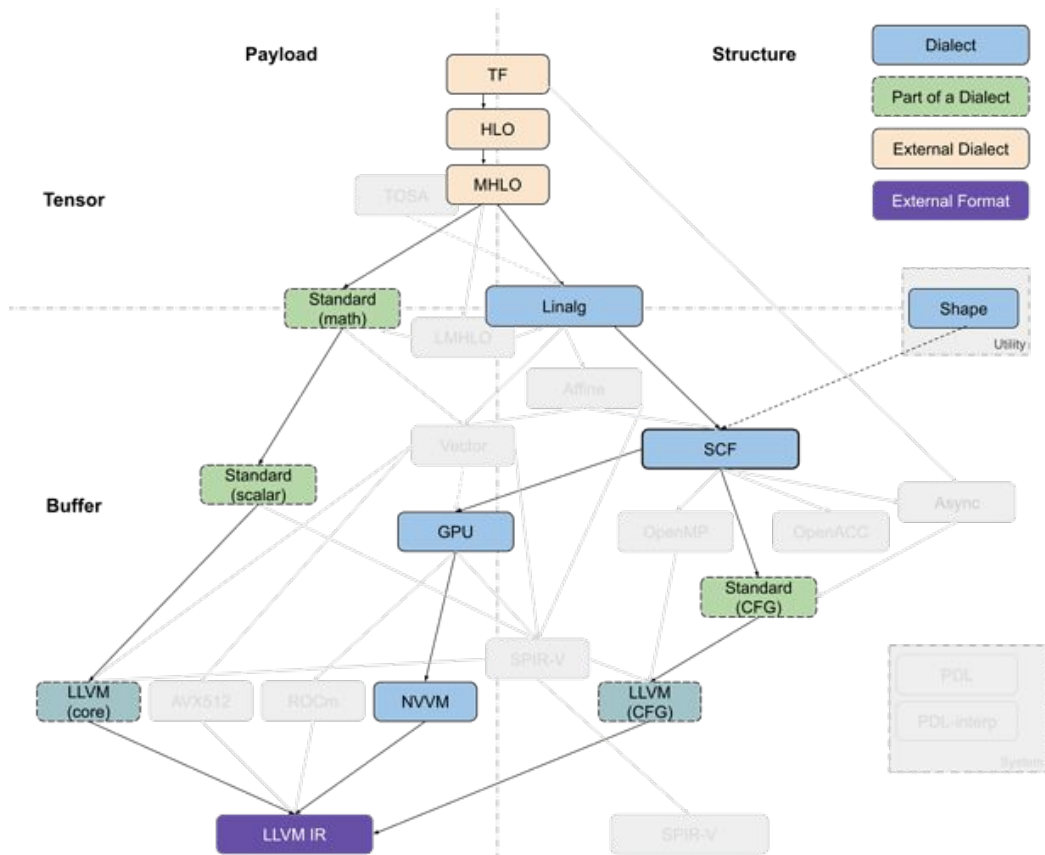 Payload
Structure
Dialect
TF
Part of a Dialect
HLO
External Dialect
MHLO
TOSA
Tensor
External Format
Standard
(math)
Linalg
Shape
LMHLO
Utility
Affine
Vector
SCF
Standard
(scalar)
Buffer
Async
GPU
OpenMP
OpenACC
Standard
(CFG)
SPIR-V
PDL
LLVM
(core)
AVX512
ROCm
NVVM
LLVM
(CFG)
PDL-interp
System
LLVM IR
SPIR-V